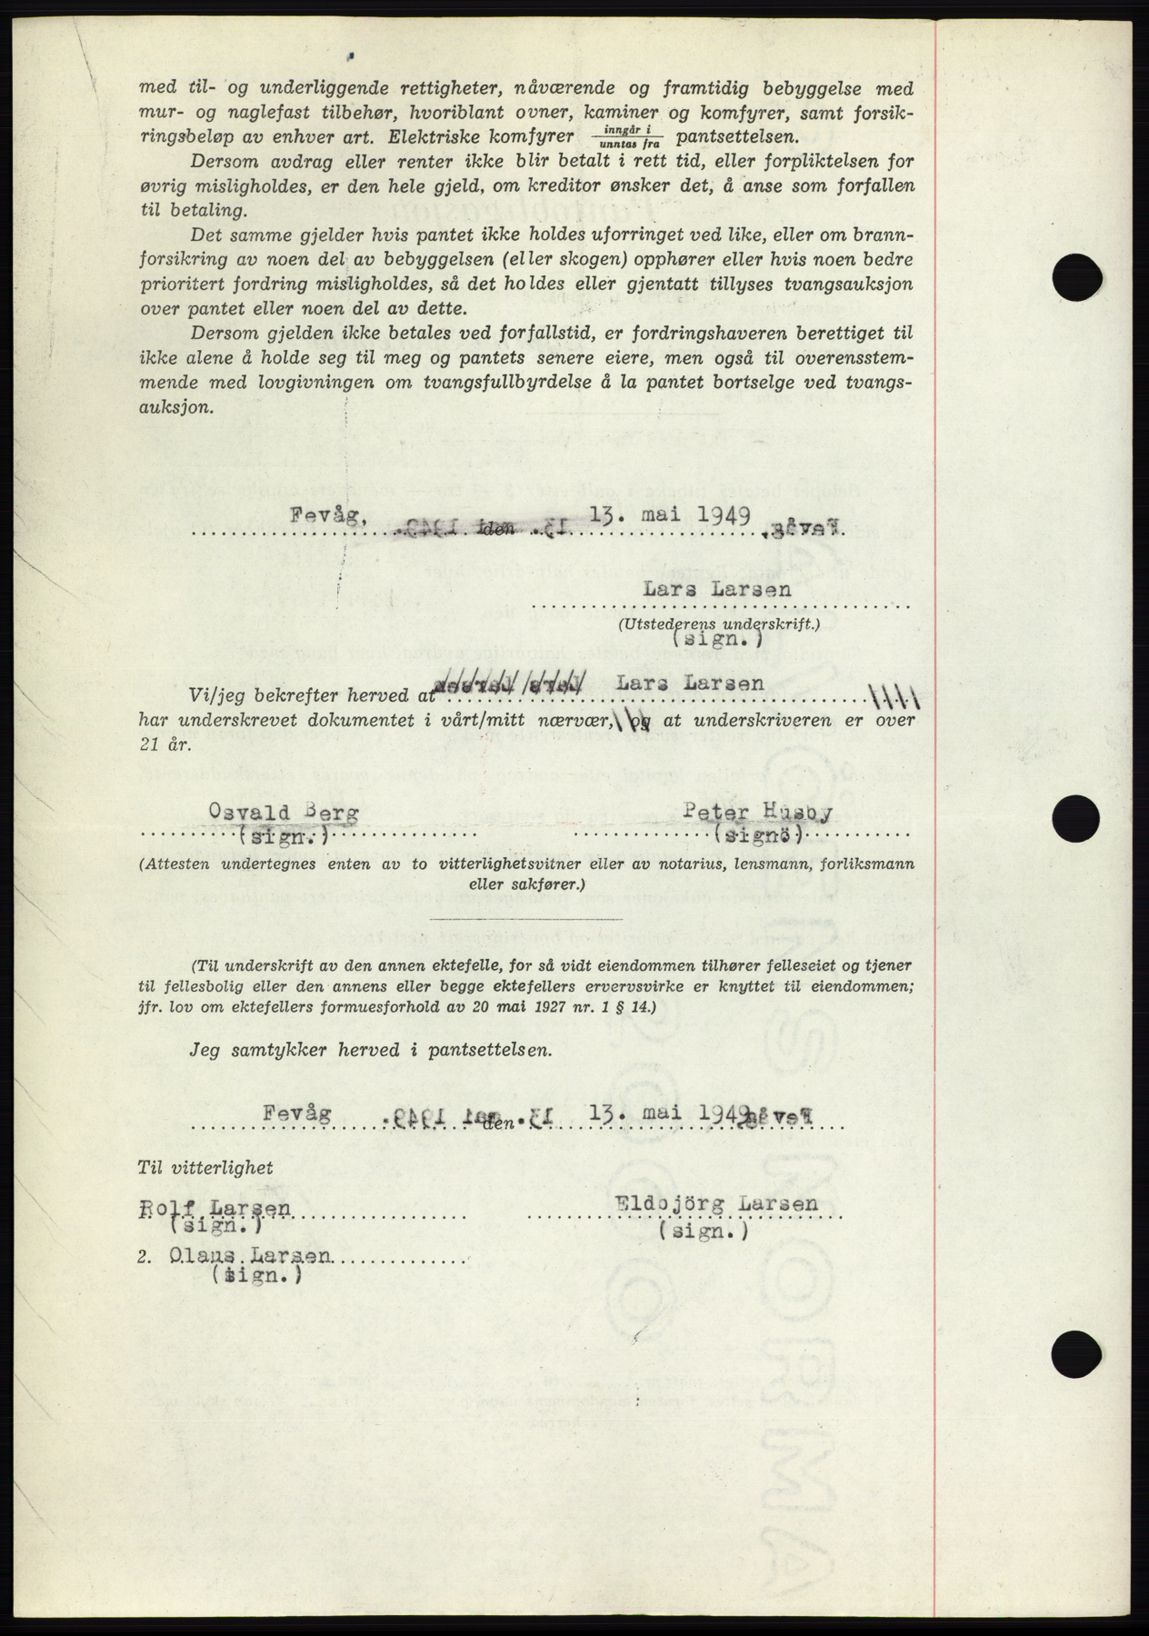 med til- og underliggende rettigheter, nåværende og framtidig bebyggelse med
mur- og naglefast tilbehør, hvoriblant ovner, kaminer og komfyrer, samt forsik-
ringsbeløp av enhver art. Elektriske komfyrer inngår i / unntas fra pantsettelsen.
Dersom avdrag eller renter ikke blir betalt i rett tid, eller forpliktelsen for
øvrig misligholdes, er den hele gjeld, om kreditor ønsker det, å anse som forfallen
til betaling.
Det samme gjelder hvis pantet ikke holdes uforringet ved like, eller om brann-
forsikring av noen del av bebyggelsen (eller skogen) opphører eller hvis noen bedre
prioritert fordring misligholdes, så det holdes eller gjentatt tillyses tvangsauksjon
over pantet eller noen del av dette.
Dersom gjelden ikke betales ved forfallstid, er fordringshaveren berettiget til
ikke alene å holde seg til meg og pantets senere eiere, men også til overensstem-
mende med lovgivningen om tvangsfullbyrdelse å la pantet bortselge ved tvangs-
auksjon.
Fevåg, den 13. mai 1949
Lars Larsen
(Utstederens underskrift.)
(sign.)
Vi/jeg bekrefter herved at Lars Larsen
har underskrevet dokumentet i vårt/mitt nærvær, og at underskriveren er over
21 år.
Osvald Berg Peter Husby
(sign.) (signö)
(Attesten undertegnes enten av to vitterlighetsvitner eller av notarius, lensmann, forliksmann
eller sakfører.)
(Til underskrift av den annen ektefelle, for så vidt eiendommen tilhører felleseiet og tjener
til fellesbolig eller den annens eller begge ektefellers ervervsvirke er knyttet til eiendommen;
jfr. lov om ektefellers formuesforhold av 20 mai 1927 nr. 1 § 14.)
Jeg samtykker herved i pantsettelsen.
Fevåg den 13. mai 1949
Til vitterlighet
Rolf Larsen Eldbjörg Larsen
(sign.) (sign.)
2. Olaus Larsen
(sign.)